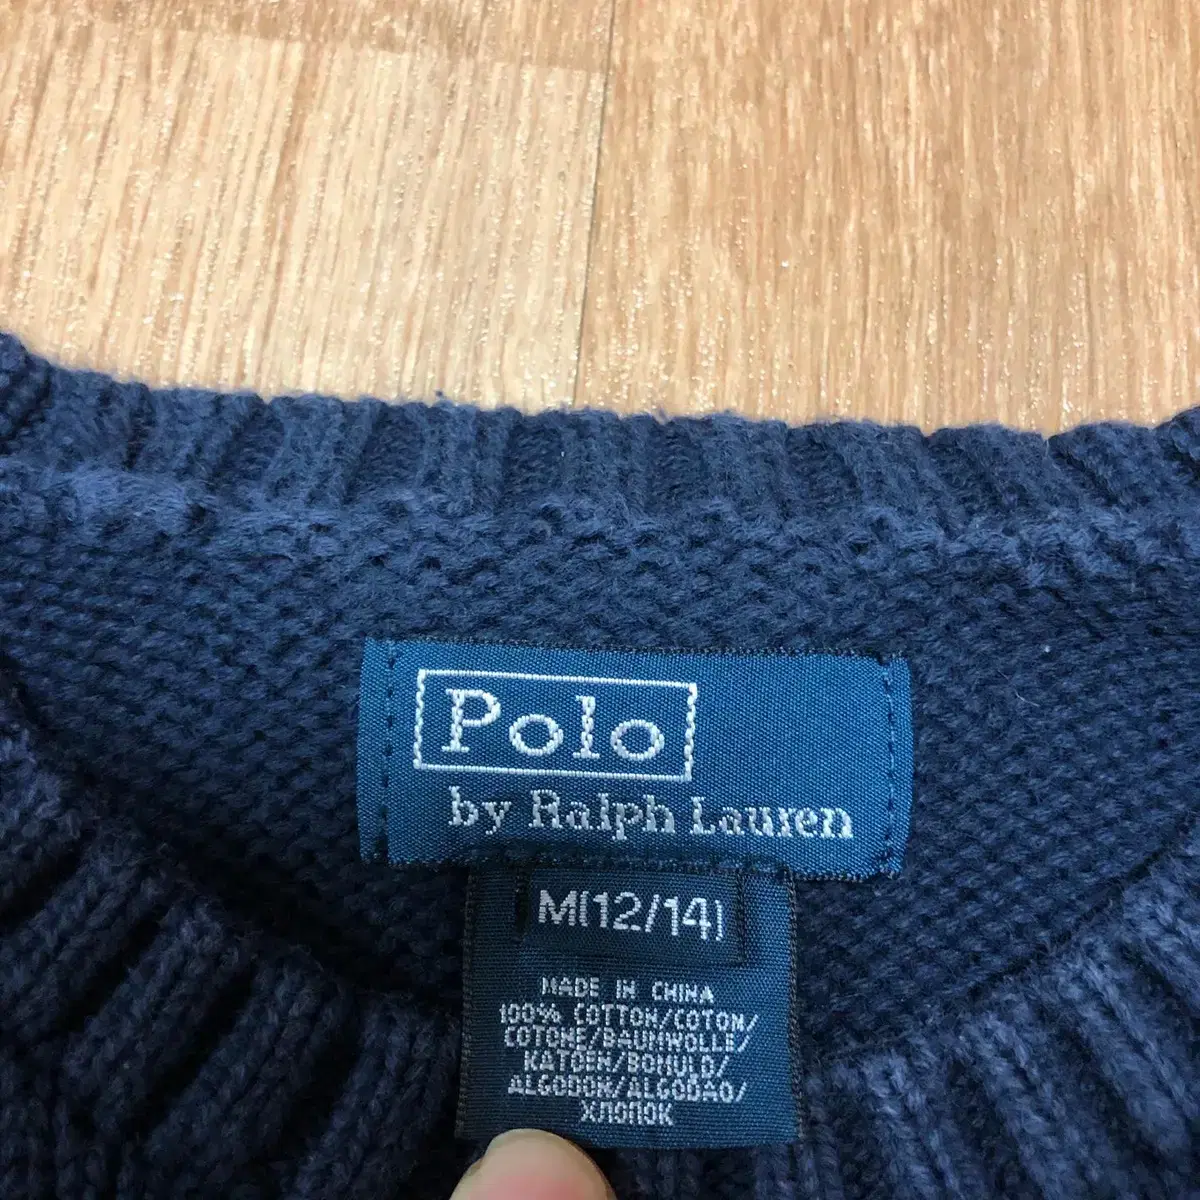 Polo
by Ralph Lauren
M(12/14)
MADE IN CHINA
100% COTTON/COTON/
COTONE/BAUMWOLLE/
KATOEN/BOMULD/
ALGODON/ALGODAO/
ХЛОПОК